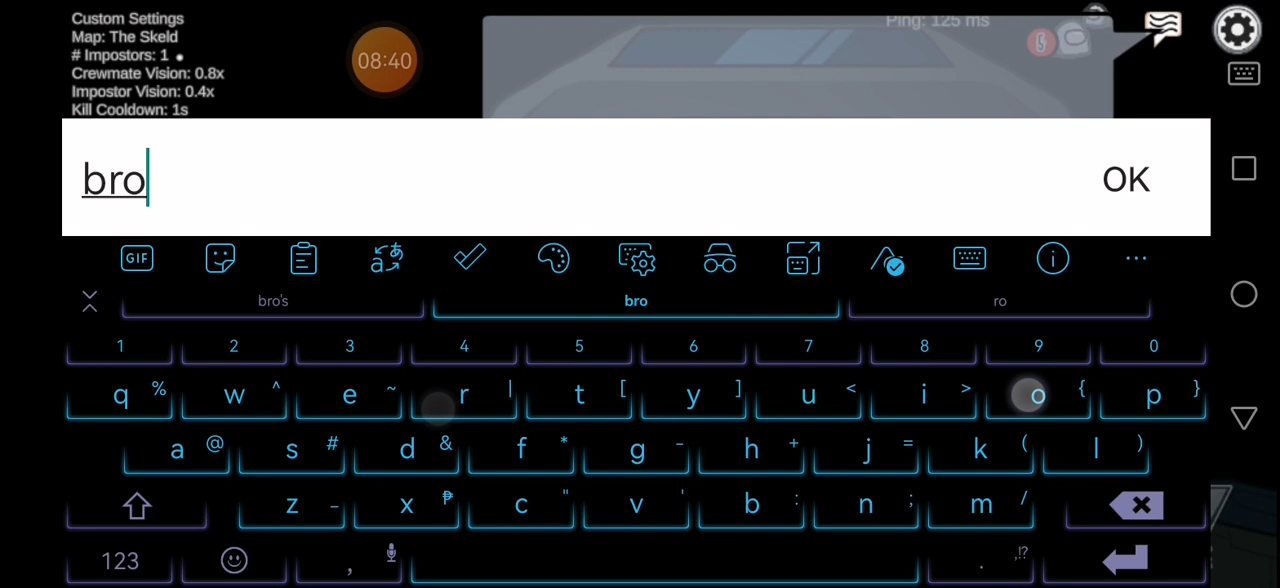 Custom Settings
Map: The Skeld
# Impostors: 1
Crewmate Vision: 0.8x
Impostor Vision: 0.4x
Kill Cooldown: 1s
08:40
Ping: 125 ms
bro
OK
GIF
bro's bro ro
1 2 3 4 5 6 7 8 9 0
q % w ^ e ~ r | t [ y ] u < i > o { p }
a @ s # d & f * g - h + j = k ( l )
z _ x ₱ c " v ' b : n ; m /
123 , . ,!?